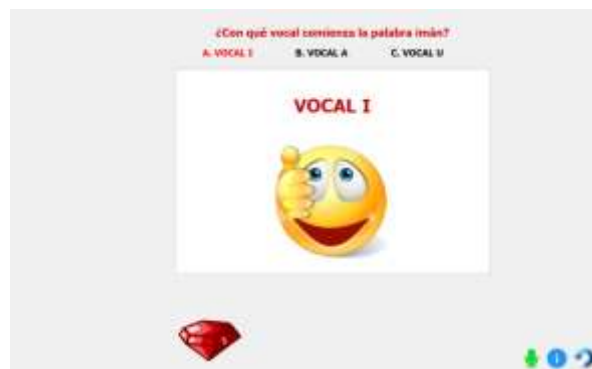 ¿Con qué vocal comienza la palabra imán?
A. VOCAL I B. VOCAL A C. VOCAL U
VOCAL I